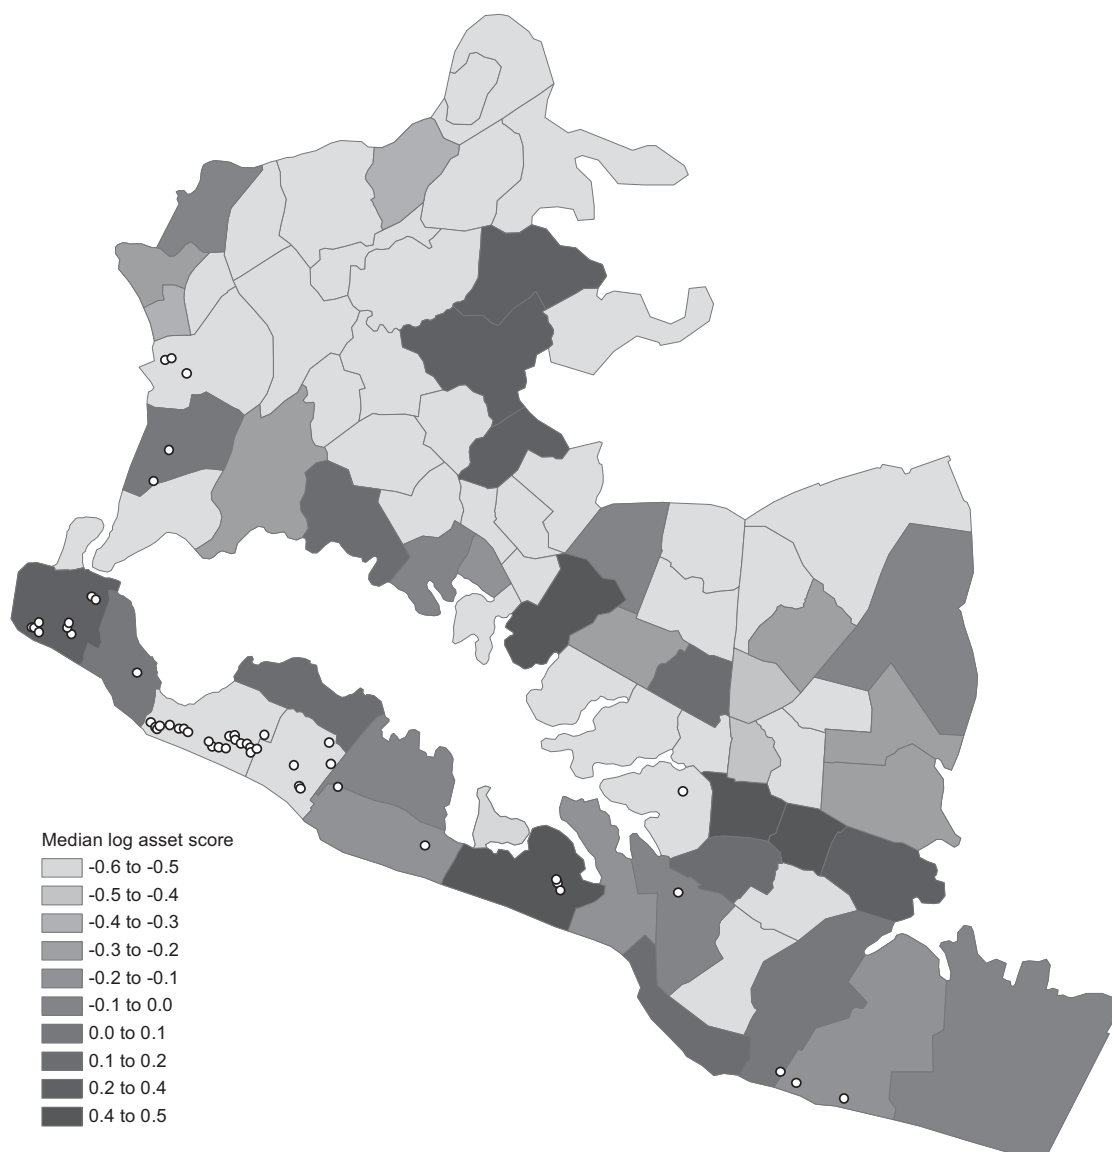 Median log asset score
-0.6 to -0.5
-0.5 to -0.4
-0.4 to -0.3
-0.3 to -0.2
-0.2 to -0.1
-0.1 to 0.0
0.0 to 0.1
0.1 to 0.2
0.2 to 0.4
0.4 to 0.5